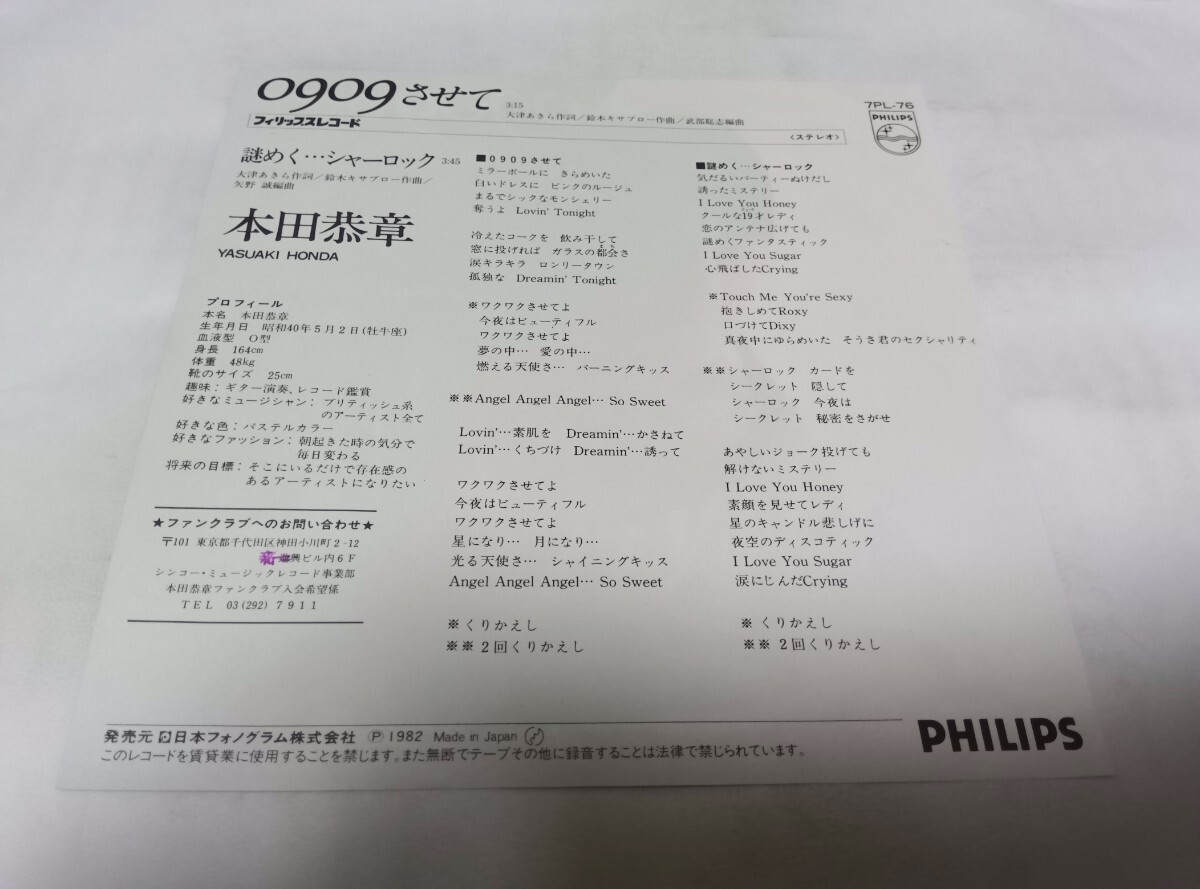 0909させて 3:15
大津あきら作詞/鈴木キサブロー作曲/武部聡志編曲
フィリップスレコード
〈ステレオ〉
7PL-76
PHILIPS
謎めく…シャーロック 3:45
大津あきら作詞/鈴木キサブロー作曲/
矢野 誠編曲
本田恭章
YASUAKI HONDA
プロフィール
本名 本田恭章
生年月日 昭和40年5月2日(牡牛座)
血液型 O型
身長 164cm
体重 48kg
靴のサイズ 25cm
趣味:ギター演奏、レコード鑑賞
好きなミュージシャン:ブリティッシュ系
のアーティスト全て
好きな色:パステルカラー
好きなファッション:朝起きた時の気分で
毎日変わる
将来の目標:そこにいるだけで存在感の
あるアーティストになりたい
★ファンクラブへのお問い合わせ★
〒101 東京都千代田区神田小川町2-12
新興ビル内6F
シンコー・ミュージックレコード事業部
本田恭章ファンクラブ入会希望係
TEL 03(292)7911
■0909させて
ミラーボールに きらめいた
白いドレスに ピンクのルージュ
まるでシックなモンシェリー
奪うよ Lovin' Tonight
冷えたコークを 飲み干して
窓に投げれば ガラスの都会さ
涙キラキラ ロンリータウン
孤独な Dreamin' Tonight
※ワクワクさせてよ
今夜はビューティフル
ワクワクさせてよ
夢の中… 愛の中…
燃える天使さ… バーニングキッス
※※Angel Angel Angel… So Sweet
Lovin'…素肌を Dreamin'…かさねて
Lovin'…くちづけ Dreamin'…誘って
ワクワクさせてよ
今夜はビューティフル
ワクワクさせてよ
星になり… 月になり…
光る天使さ… シャイニングキッス
Angel Angel Angel… So Sweet
※くりかえし
※※2回くりかえし
■謎めく…シャーロック
気だるいパーティーぬけだし
誘ったミステリー
I Love You Honey
クールな19才レディ
恋のアンテナ広げても
謎めくファンタスティック
I Love You Sugar
心飛ばしたCrying
※Touch Me You're Sexy
抱きしめてRoxy
口づけてDixy
真夜中にゆらめいた そうさ君のセクシャリティ
※※シャーロック カードを
シークレット 隠して
シャーロック 今夜は
シークレット 秘密をさがせ
あやしいジョーク投げても
解けないミステリー
I Love You Honey
素顔を見せてレディ
星のキャンドル悲しげに
夜空のディスコティック
I Love You Sugar
涙にじんだCrying
※くりかえし
※※2回くりかえし
発売元 日本フォノグラム株式会社 Ⓟ1982 Made in Japan
このレコードを賃貸業に使用することを禁じます。また無断でテープその他に録音することは法律で禁じられています。
PHILIPS